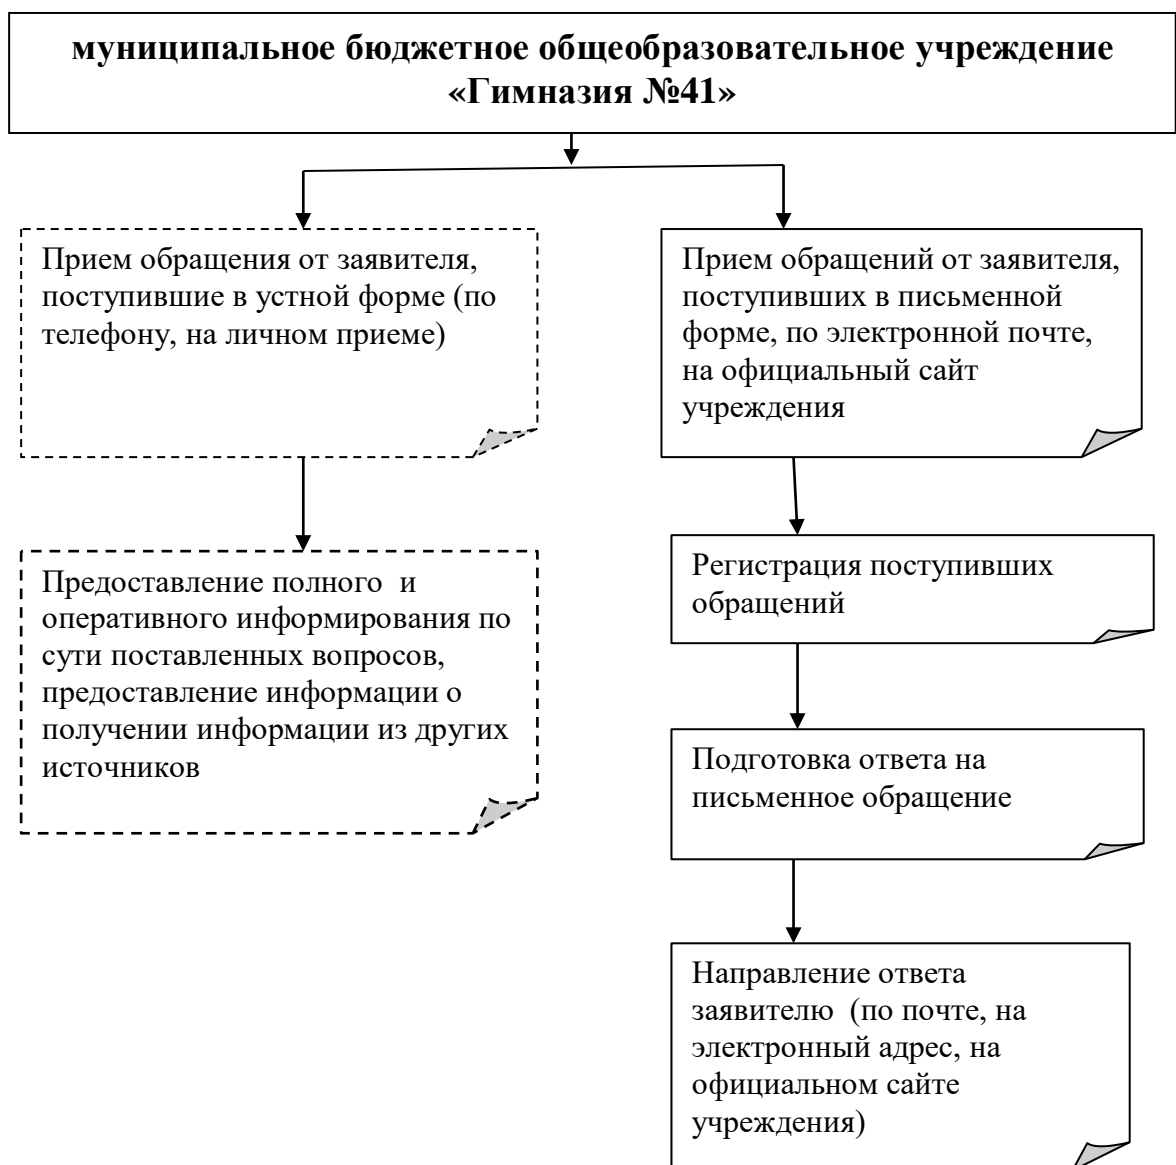 муниципальное бюджетное общеобразовательное учреждение
«Гимназия №41»
Прием обращения от заявителя,
поступившие в устной форме (по
телефону, на личном приеме)
Предоставление полного и
оперативного информирования по
сути поставленных вопросов,
предоставление информации о
получении информации из других
источников
Прием обращений от заявителя,
поступивших в письменной
форме, по электронной почте,
на официальный сайт
учреждения
Регистрация поступивших
обращений
Подготовка ответа на
письменное обращение
Направление ответа
заявителю (по почте, на
электронный адрес, на
официальном сайте
учреждения)